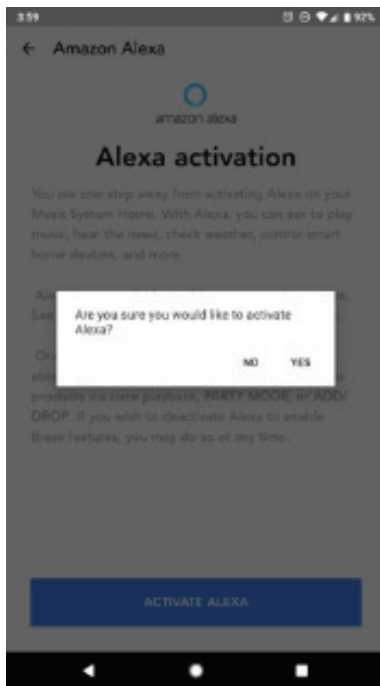 3:59
92%
Amazon Alexa
amazon alexa
Alexa activation
You are one step away from activating Alexa on your
Music System Home. With Alexa, you can ask to play
music, hear the news, check weather, control smart
home devices, and more.
Are you sure you would like to activate
Alexa?
NO YES
products via zone playback, PARTY MODE, or ADD/
DROP. If you wish to deactivate Alexa to enable
these features, you may do so at any time.
ACTIVATE ALEXA